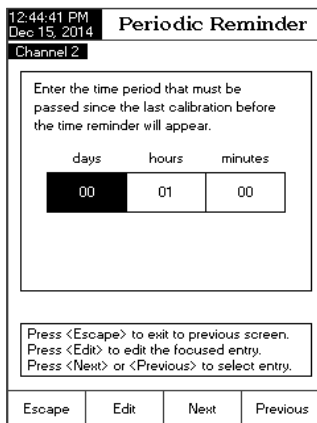 12:44:41 PM
Dec 15, 2014
Periodic Reminder
Channel 2
Enter the time period that must be
passed since the last calibration before
the time reminder will appear.
days hours minutes
00 01 00
Press <Escape> to exit to previous screen.
Press <Edit> to edit the focused entry.
Press <Next> or <Previous> to select entry.
Escape Edit Next Previous